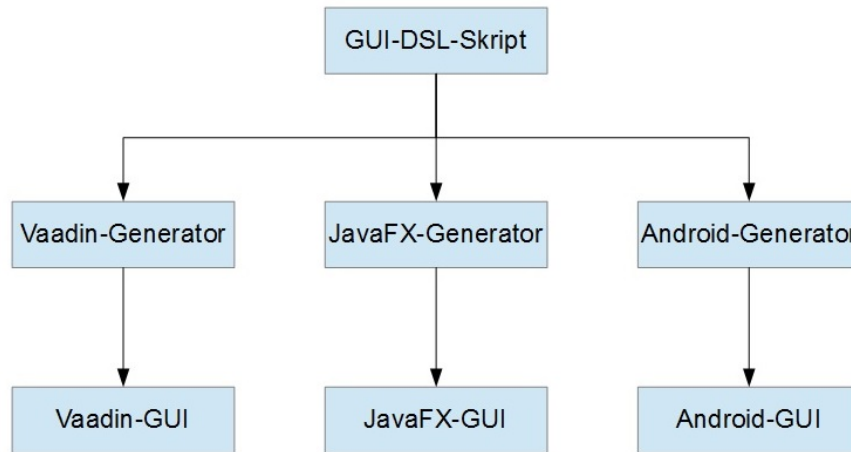 GUI-DSL-Skript
Vaadin-Generator
JavaFX-Generator
Android-Generator
Vaadin-GUI
JavaFX-GUI
Android-GUI